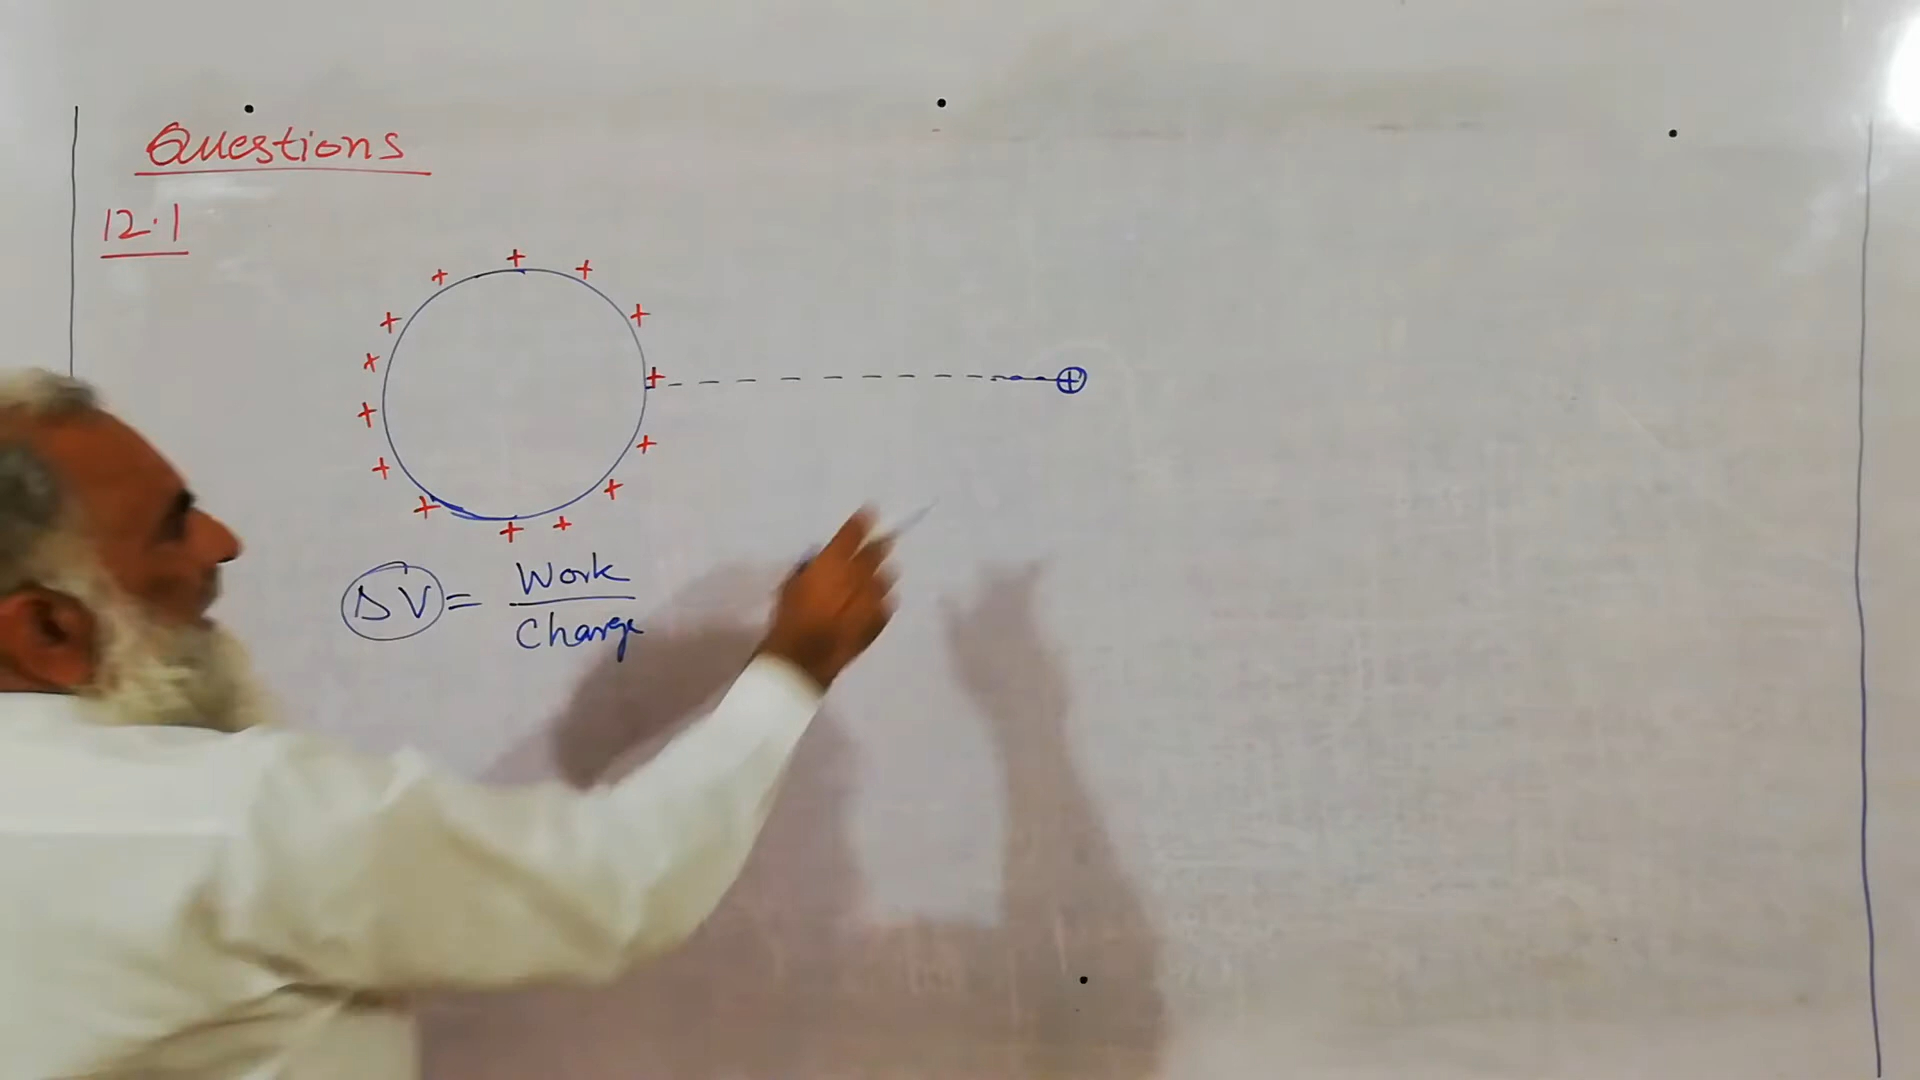 Questions
12.1
+ + + + + + + + + + + + + + +
+
ΔV = Work
Charge